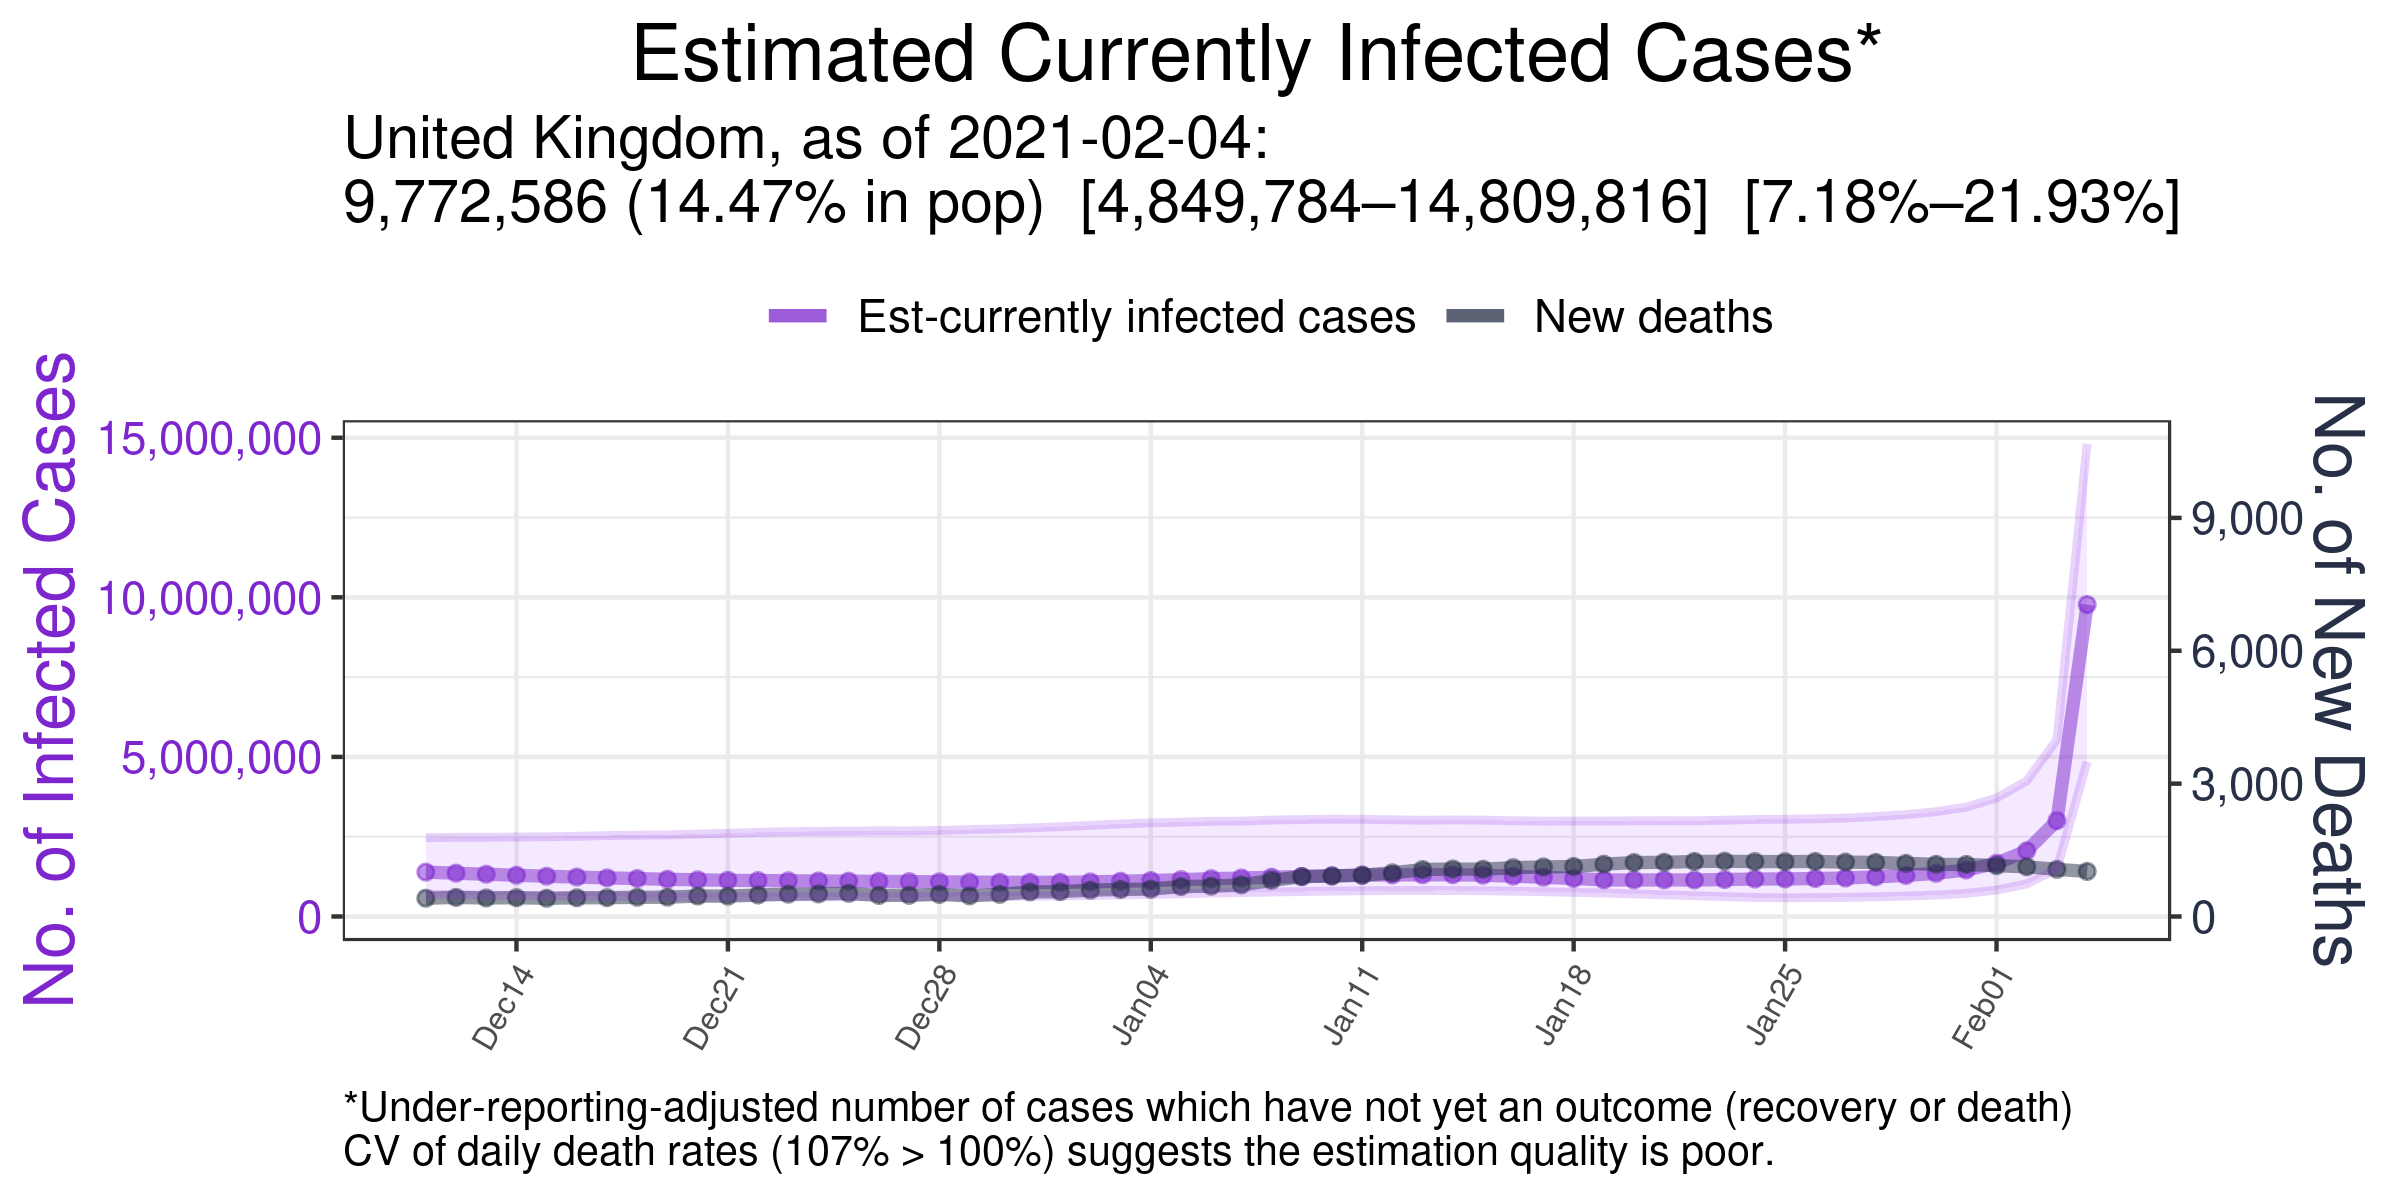 Estimated Currently Infected Cases*
United Kingdom, as of 2021-02-04:
9,772,586 (14.47% in pop)  [4,849,784–14,809,816]  [7.18%–21.93%]
Est-currently infected cases
New deaths
No. of Infected Cases
15,000,000
10,000,000
5,000,000
0
9,000
6,000
3,000
0
No. of New Deaths
Dec14
Dec21
Dec28
Jan04
Jan11
Jan18
Jan25
Feb01
*Under-reporting-adjusted number of cases which have not yet an outcome (recovery or death)
CV of daily death rates (107% > 100%) suggests the estimation quality is poor.